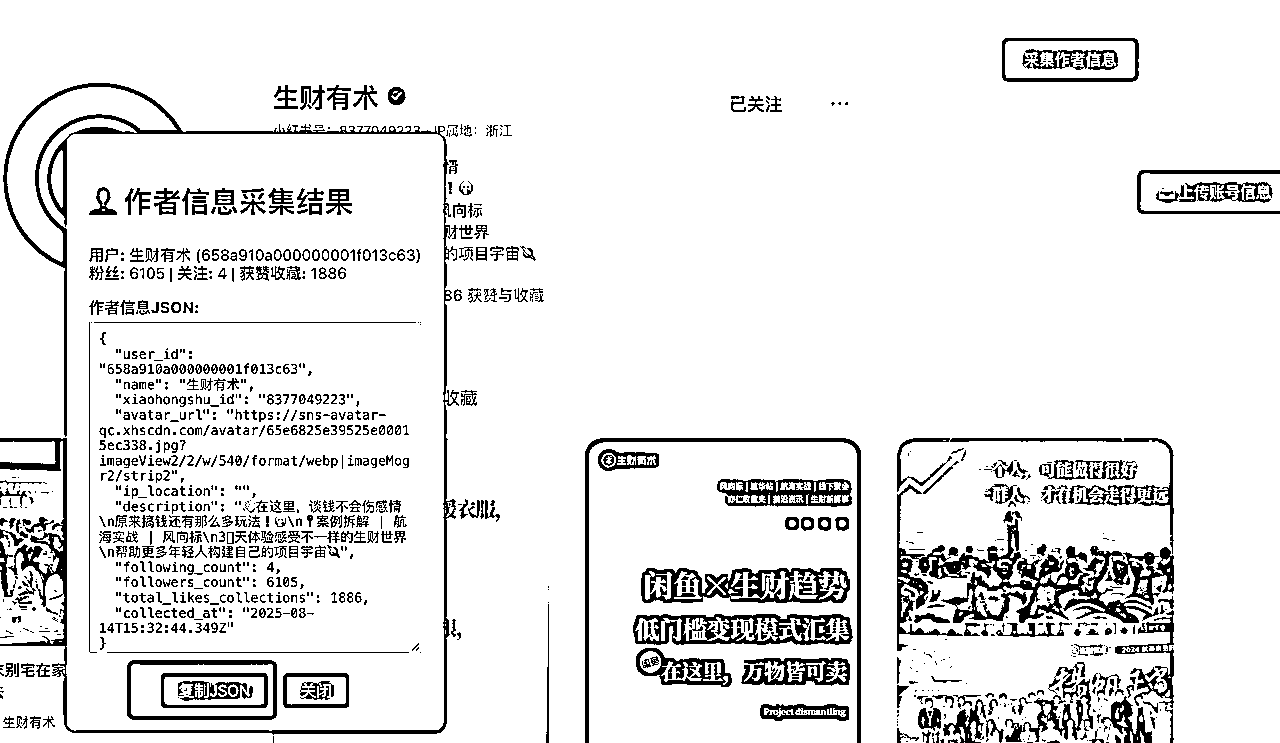 采集作者信息
生财有术
已关注
...
小红书号: 8377049223 IP属地: 浙江
上传账号信息
情
!
风向标
财世界
的项目宇宙
86 获赞与收藏
收藏
作者信息采集结果
用户: 生财有术 (658a910a000000001f013c63)
粉丝: 6105 | 关注: 4 | 获赞收藏: 1886
作者信息JSON:
{
"user_id":
"658a910a000000001f013c63",
"name": "生财有术",
"xiaohongshu_id": "8377049223",
"avatar_url": "https://sns-avatar-
qc.xhscdn.com/avatar/65e6825e39525e0001
5ec338.jpg?
imageView2/2/w/540/format/webp|imageMog
r2/strip2",
"ip_location": "",
"description": "在这里，谈钱不会伤感情
\n原来搞钱还有那么多玩法！\n案例拆解 | 航
海实战 | 风向标\n3天体验感受不一样的生财世界
\n帮助更多年轻人构建自己的项目宇宙",
"following_count": 4,
"followers_count": 6105,
"total_likes_collections": 1886,
"collected_at": "2025-08-
14T15:32:44.349Z"
}
复制JSON
关闭
衣服，
别宅在家
生财有术
生财有术
闲鱼×生财趋势
低门槛变现模式汇集
闲鱼
在这里，万物皆可卖
Project dismantling
一个人，可能做得很好
一群人，才有机会走得更远